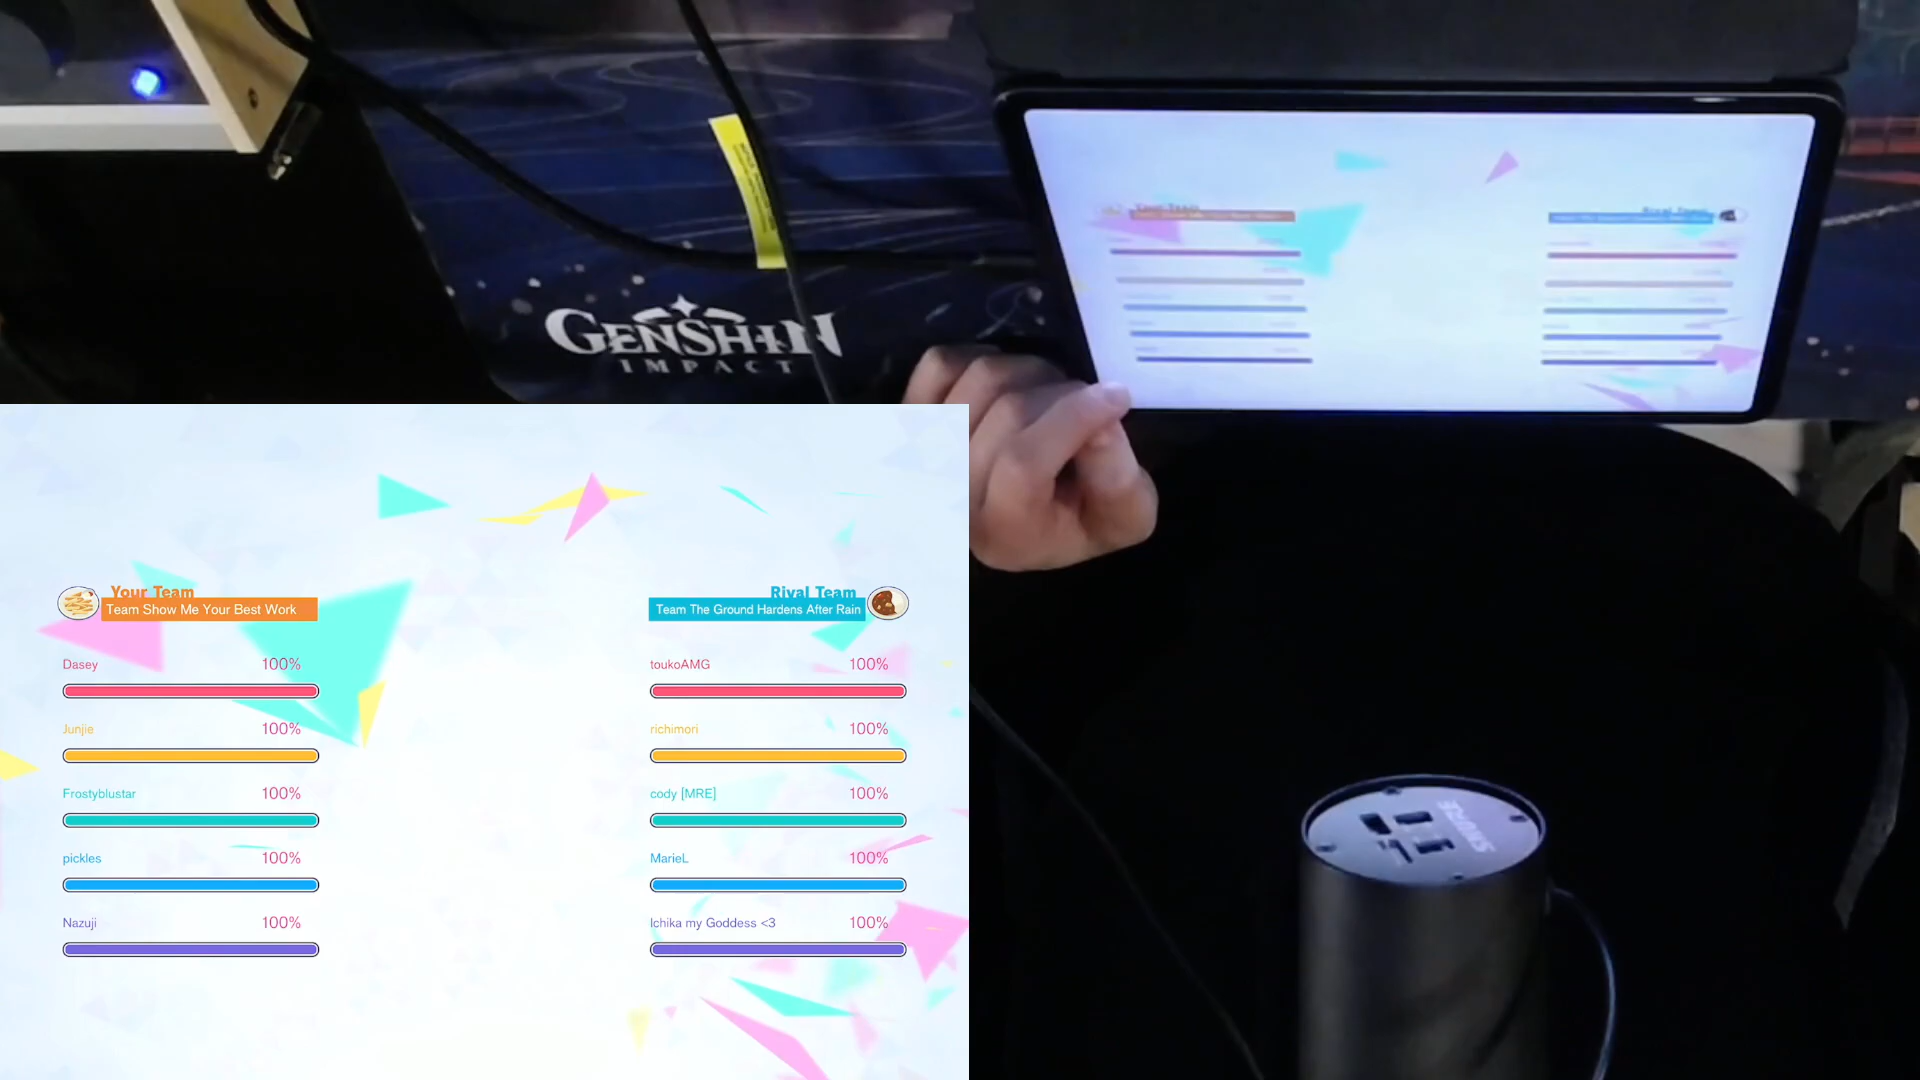 GENSHIN
IMPACT
Your Team
Team Show Me Your Best Work
Rival Team
Team The Ground Hardens After Rain
Dasey 100%
toukoAMG 100%
Junjie 100%
richimori 100%
Frostyblustar 100%
cody [MRE] 100%
pickles 100%
MarieL 100%
Nazuji 100%
Ichika my Goddess <3 100%
SMORE